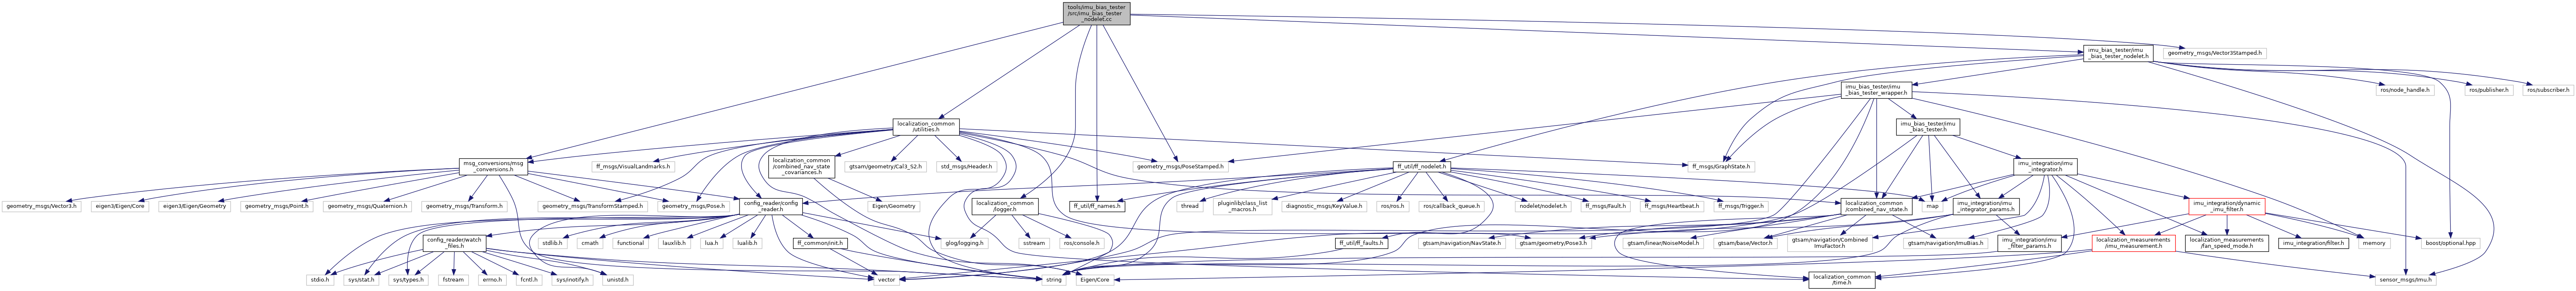 tools/imu_bias_tester
/src/imu_bias_tester
_nodelet.cc
imu_bias_tester/imu
_bias_tester_nodelet.h
geometry_msgs/Vector3Stamped.h
imu_bias_tester/imu
_bias_tester_wrapper.h
ros/node_handle.h
ros/publisher.h
ros/subscriber.h
localization_common
/utilities.h
imu_bias_tester/imu
_bias_tester.h
msg_conversions/msg
_conversions.h
ff_msgs/VisualLandmarks.h
localization_common
/combined_nav_state
_covariances.h
gtsam/geometry/Cal3_S2.h
std_msgs/Header.h
geometry_msgs/PoseStamped.h
ff_util/ff_nodelet.h
ff_msgs/GraphState.h
imu_integration/imu
_integrator.h
geometry_msgs/Vector3.h
eigen3/Eigen/Core
eigen3/Eigen/Geometry
geometry_msgs/Point.h
geometry_msgs/Quaternion.h
geometry_msgs/Transform.h
geometry_msgs/TransformStamped.h
geometry_msgs/Pose.h
config_reader/config
_reader.h
Eigen/Geometry
localization_common
/logger.h
ff_util/ff_names.h
thread
pluginlib/class_list
_macros.h
diagnostic_msgs/KeyValue.h
ros/ros.h
ros/callback_queue.h
nodelet/nodelet.h
ff_msgs/Fault.h
ff_msgs/Heartbeat.h
ff_msgs/Trigger.h
localization_common
/combined_nav_state.h
map
imu_integration/imu
_integrator_params.h
imu_integration/dynamic
_imu_filter.h
config_reader/watch
_files.h
stdlib.h
cmath
functional
lauxlib.h
lua.h
lualib.h
ff_common/init.h
glog/logging.h
sstream
ros/console.h
ff_util/ff_faults.h
gtsam/navigation/NavState.h
gtsam/geometry/Pose3.h
gtsam/linear/NoiseModel.h
gtsam/base/Vector.h
gtsam/navigation/Combined
ImuFactor.h
gtsam/navigation/ImuBias.h
imu_integration/imu
_filter_params.h
localization_measurements
/imu_measurement.h
localization_measurements
/fan_speed_mode.h
imu_integration/filter.h
memory
boost/optional.hpp
stdio.h
sys/stat.h
sys/types.h
fstream
errno.h
fcntl.h
sys/inotify.h
unistd.h
vector
string
Eigen/Core
localization_common
/time.h
sensor_msgs/Imu.h